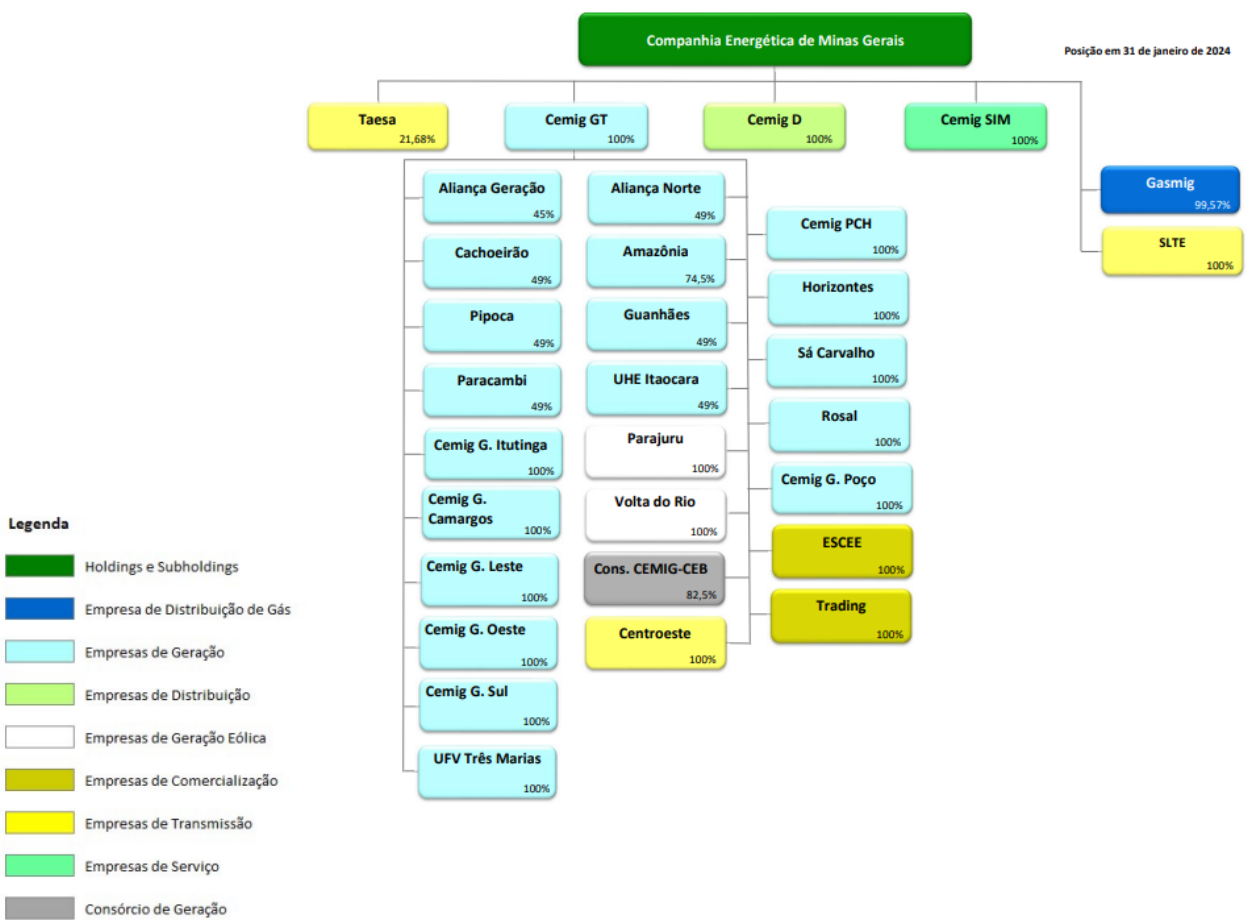 Companhia Energética de Minas Gerais
Posição em 31 de janeiro de 2024
Taesa
21,68%
Cemig GT
100%
Cemig D
100%
Cemig SIM
100%
Gasmig
99,57%
SLTE
100%
Aliança Geração
45%
Cachoeirão
49%
Pipoca
49%
Paracambi
49%
Cemig G. Itutinga
100%
Cemig G.
Camargos
100%
Cemig G. Leste
100%
Cemig G. Oeste
100%
Cemig G. Sul
100%
UFV Três Marias
100%
Aliança Norte
49%
Amazônia
74,5%
Guanhães
49%
UHE Itaocara
49%
Parajuru
100%
Volta do Rio
100%
Cons. CEMIG-CEB
82,5%
Centroeste
100%
Cemig PCH
100%
Horizontes
100%
Sá Carvalho
100%
Rosal
100%
Cemig G. Poço
100%
ESCEE
100%
Trading
100%
Legenda
Holdings e Subholdings
Empresa de Distribuição de Gás
Empresas de Geração
Empresas de Distribuição
Empresas de Geração Eólica
Empresas de Comercialização
Empresas de Transmissão
Empresas de Serviço
Consórcio de Geração